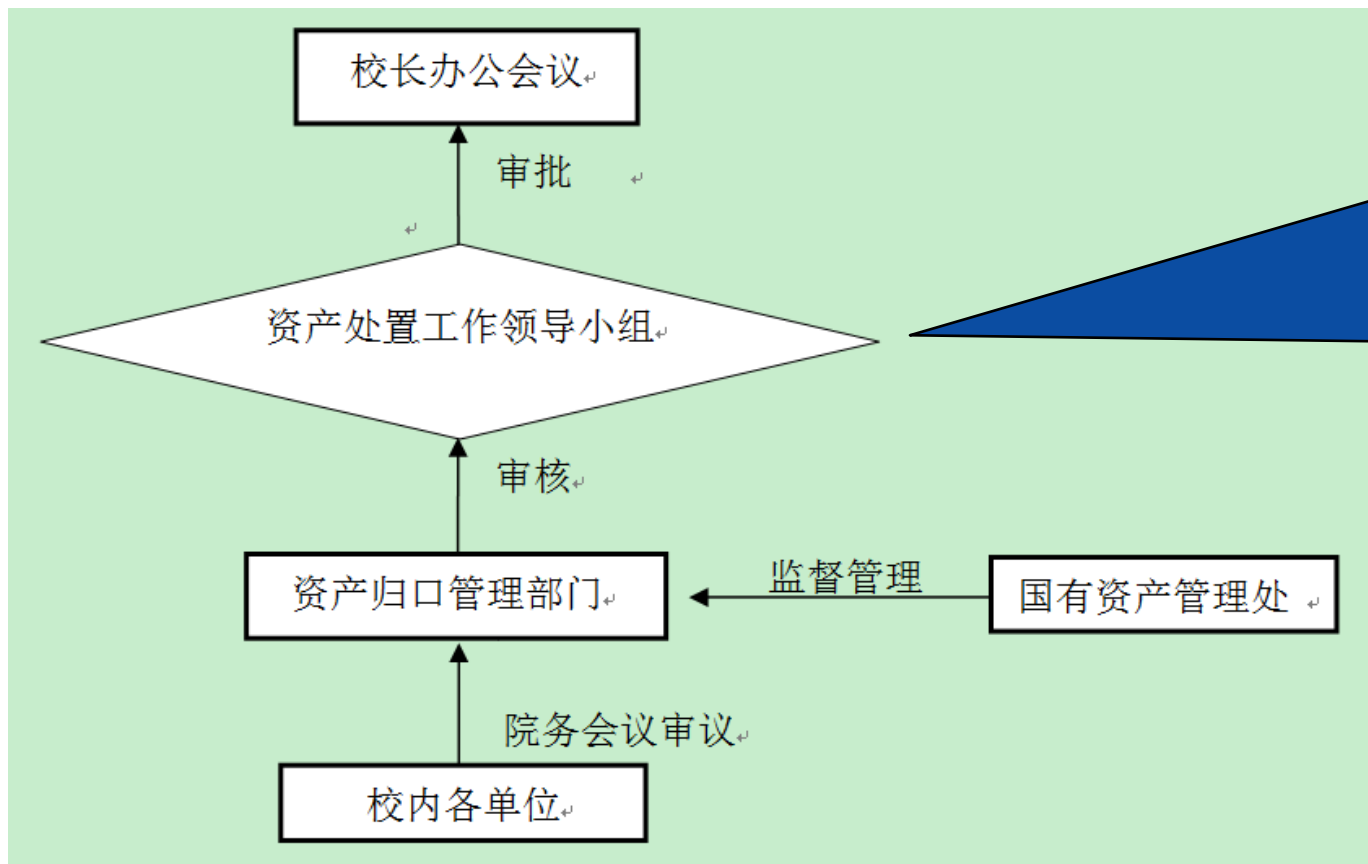 校长办公会议
审批
资产处置工作领导小组
审核
资产归口管理部门
监督管理
国有资产管理处
院务会议审议
校内各单位